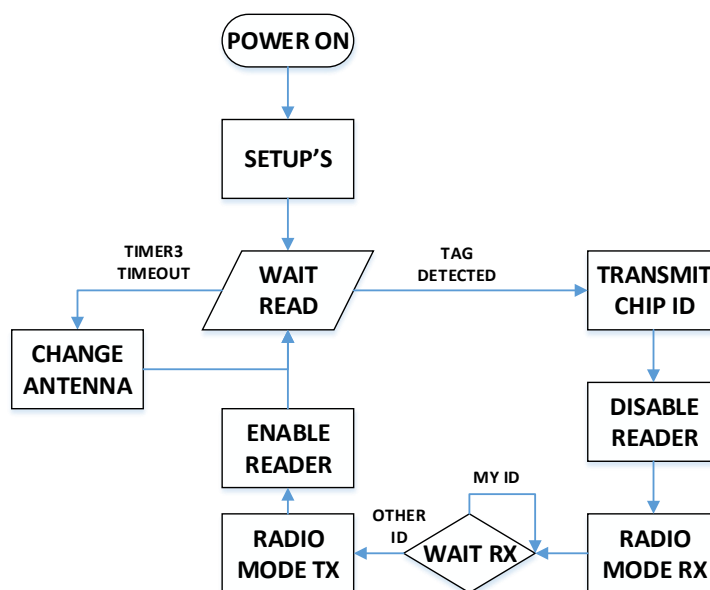 POWER ON
SETUP'S
TIMER3
TIMEOUT
WAIT
READ
TAG
DETECTED
TRANSMIT
CHIP ID
CHANGE
ANTENNA
DISABLE
READER
ENABLE
READER
MY ID
OTHER
ID
RADIO
MODE TX
WAIT RX
RADIO
MODE RX